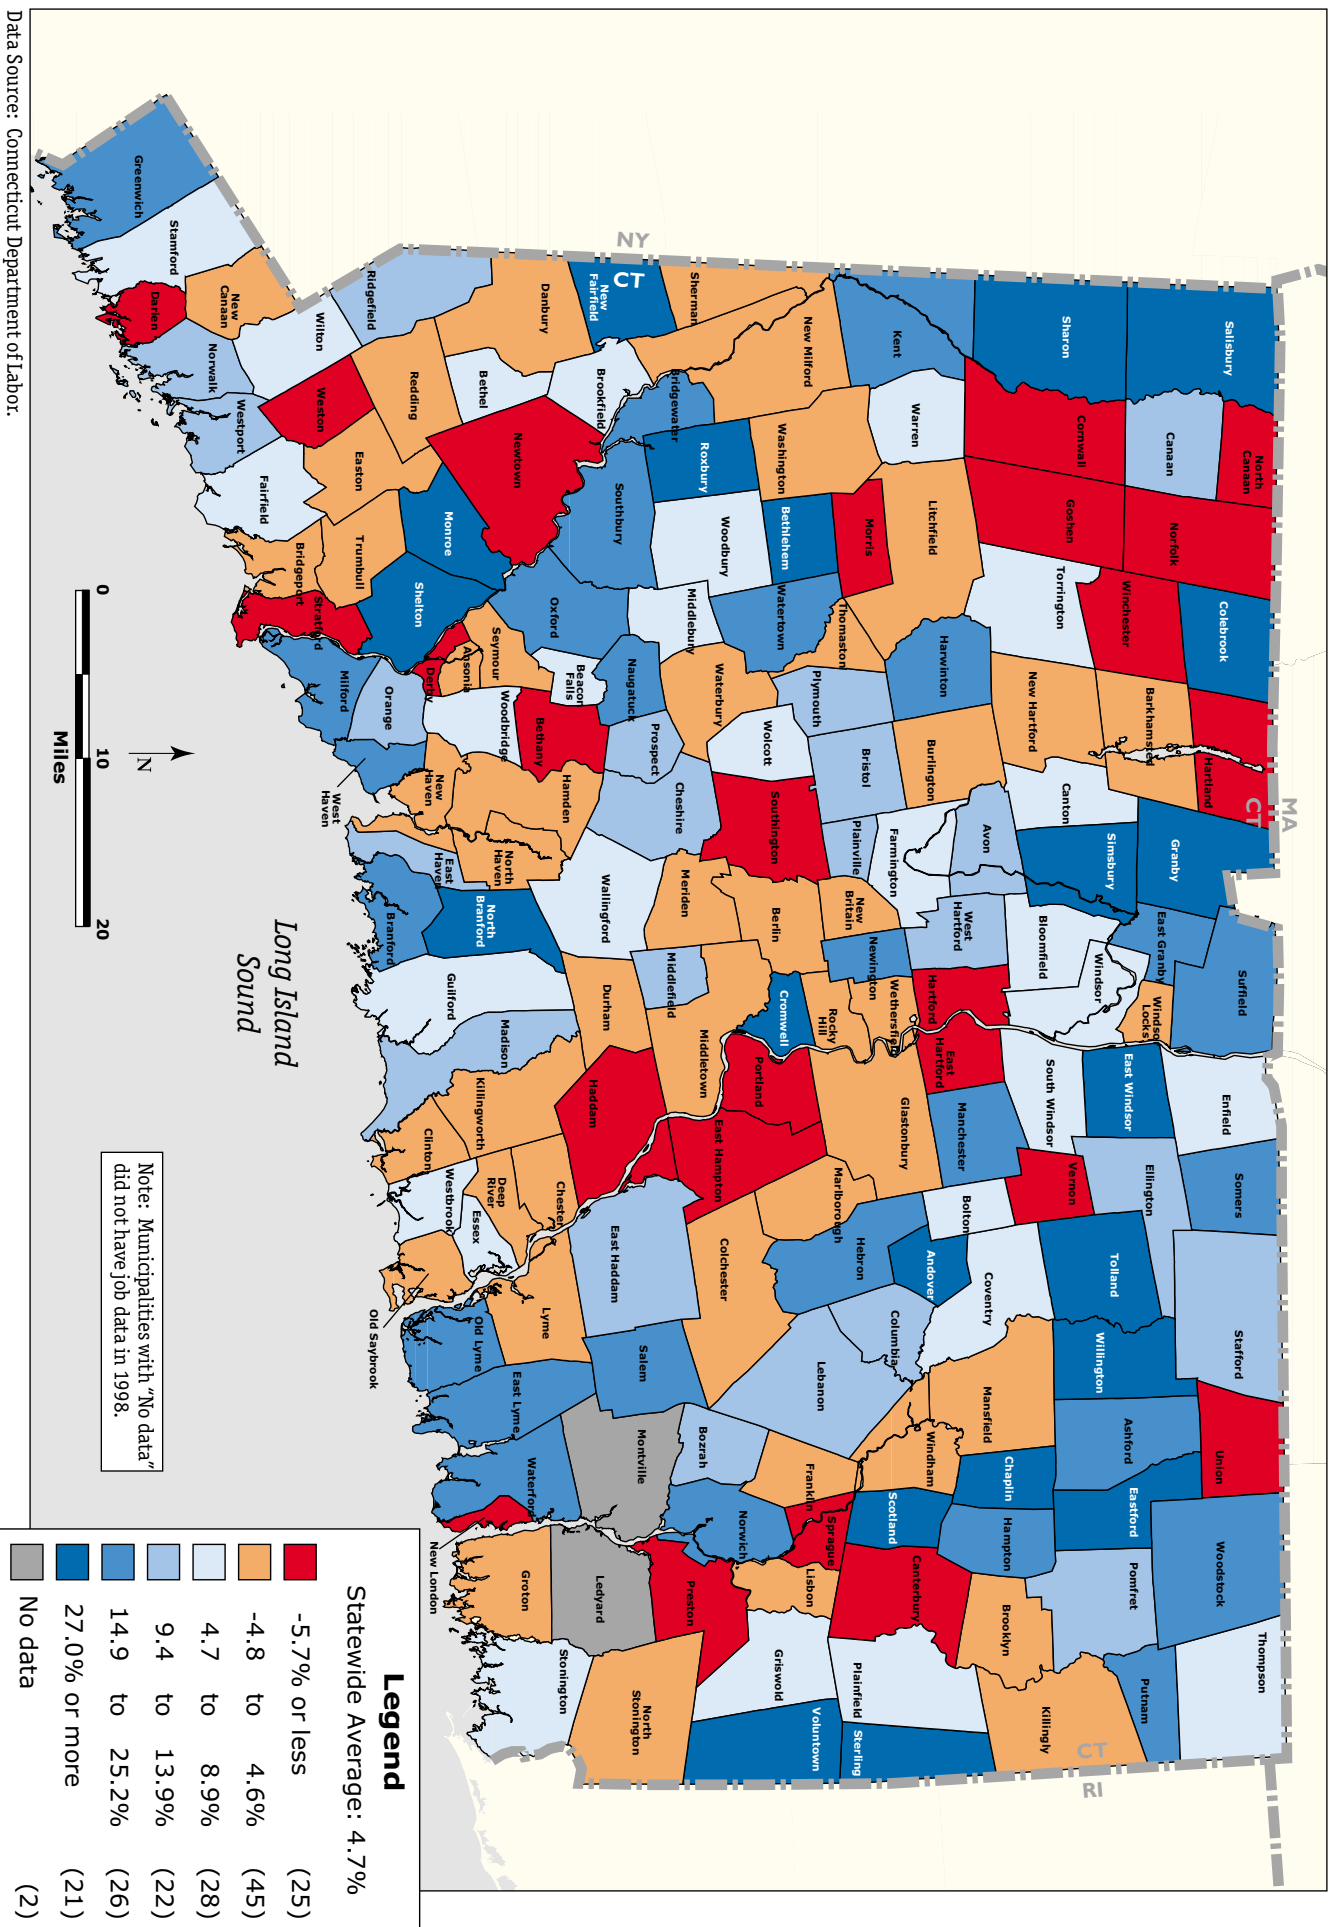 MA
CT
NY
CT
CT
RI
Salisbury
North
Canaan
Canaan
Norfolk
Colebrook
Hartland
Granby
Suffield
Enfield
Somers
Stafford
Union
Woodstock
Thompson
Sharon
Cornwall
Goshen
Winchester
Barkhamsted
Simsbury
East Granby
Windsor
Locks
East Windsor
Ellington
Tolland
Willington
Ashford
Eastford
Pomfret
Putnam
Torrington
New Hartford
Canton
Bloomfield
Windsor
South Windsor
Vernon
Kent
Warren
Litchfield
Harwinton
Burlington
Avon
Farmington
West
Hartford
Hartford
East
Hartford
Manchester
Bolton
Andover
Coventry
Mansfield
Chaplin
Hampton
Brooklyn
Killingly
New Milford
Washington
Morris
Thomaston
Plymouth
Bristol
Plainville
New
Britain
Newington
Wethersfield
Rocky
Hill
Glastonbury
Marlborough
Hebron
Columbia
Lebanon
Windham
Scotland
Canterbury
Plainfield
Sterling
Sherman
Bridgewater
Roxbury
Bethlehem
Watertown
Woodbury
Middlebury
Waterbury
Wolcott
Southington
Berlin
Cromwell
Portland
East Hampton
Colchester
Franklin
Sprague
Lisbon
Griswold
Voluntown
New
Fairfield
Brookfield
Southbury
Naugatuck
Prospect
Cheshire
Meriden
Middlefield
Middletown
Bozrah
Norwich
Preston
Danbury
Bethel
Newtown
Oxford
Beacon
Falls
Bethany
Hamden
Wallingford
Durham
Haddam
East Haddam
Salem
Montville
Ledyard
North
Stonington
Ridgefield
Redding
Monroe
Seymour
Ansonia
Derby
Woodbridge
North
Haven
North
Branford
Guilford
Madison
Killingworth
Chester
Deep
River
Essex
Lyme
Old Lyme
East Lyme
Waterford
Groton
Stonington
Wilton
Weston
Easton
Trumbull
Shelton
Orange
New
Haven
East
Haven
Branford
Clinton
Westbrook
Old Saybrook
New London
New
Canaan
Norwalk
Westport
Fairfield
Bridgeport
Stratford
Milford
West
Haven
Greenwich
Stamford
Darien
Long Island
Sound
N
0 10 20
Miles
Note: Municipalities with "No data"
did not have job data in 1998.
Legend
Statewide Average: 4.7%
-5.7% or less (25)
-4.8 to 4.6% (45)
4.7 to 8.9% (28)
9.4 to 13.9% (22)
14.9 to 25.2% (26)
27.0% or more (21)
No data (2)
Data Source: Connecticut Department of Labor.